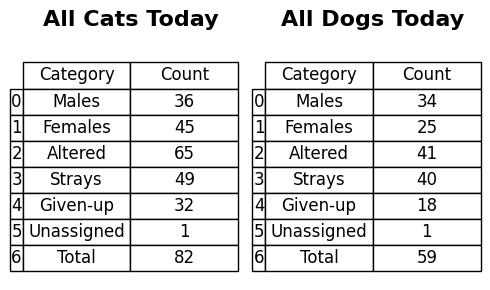 All Cats Today
Category Count
0 Males 36
1 Females 45
2 Altered 65
3 Strays 49
4 Given-up 32
5 Unassigned 1
6 Total 82
All Dogs Today
Category Count
0 Males 34
1 Females 25
2 Altered 41
3 Strays 40
4 Given-up 18
5 Unassigned 1
6 Total 59